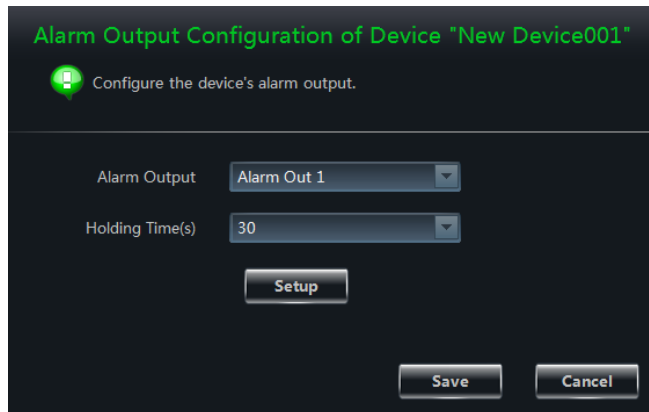 Alarm Output Configuration of Device "New Device001"
Configure the device's alarm output.
Alarm Output Alarm Out 1
Holding Time(s) 30
Setup
Save Cancel